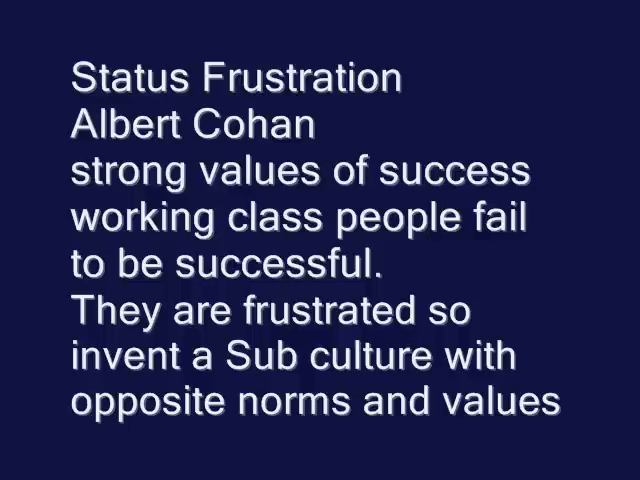 Status Frustration
Albert Cohan
strong values of success
working class people fail
to be successful.
They are frustrated so
invent a Sub culture with
opposite norms and values